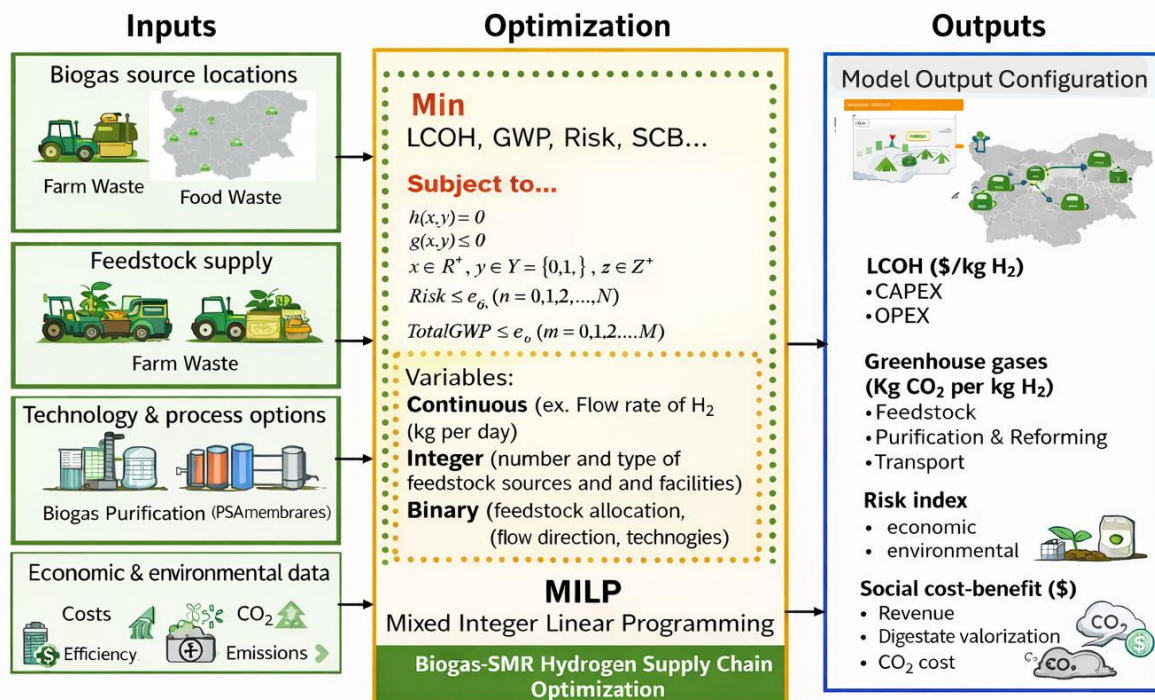 Inputs
Biogas source locations
Farm Waste
Food Waste
Feedstock supply
Farm Waste
Technology & process options
Biogas Purification (PSAmembrares)
Economic & environmental data
Costs
CO₂
Efficiency.
Emissions
Optimization
Min
LCOH, GWP, Risk, SCB...
Subject to...
h(x,y) = 0
g(x,y) ≤ 0
x ∈ R⁺, y ∈ Y = {0,1,}, z ∈ Z⁺
Risk ≤ e₆, (n = 0,1,2,...,N)
TotalGWP ≤ eₒ (m = 0,1,2....M)
Variables:
Continuous (ex. Flow rate of H₂
(kg per day)
Integer (number and type of
feedstock sources and and facilities)
Binary (feedstock allocation,
(flow direction, technogies)
MILP
Mixed Integer Linear Programming
Biogas-SMR Hydrogen Supply Chain
Optimization
Outputs
Model Output Configuration
LCOH ($/kg H₂)
•CAPEX
•OPEX
Greenhouse gases
(Kg CO₂ per kg H₂)
•Feedstock
•Purification & Reforming
•Transport
Risk index
• economic
• environmental
Social cost-benefit ($)
• Revenue
• Digestate valorization
• CO₂ cost
CO₂